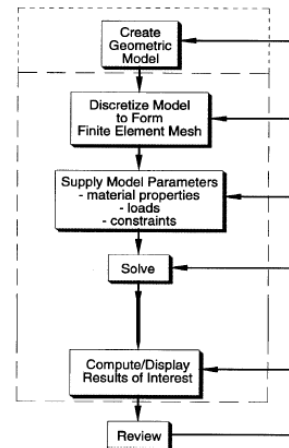 Create
Geometric
Model
Discretize Model
to Form
Finite Element Mesh
Supply Model Parameters
- material properties
- loads
- constraints
Solve
Compute/Display
Results of Interest
Review